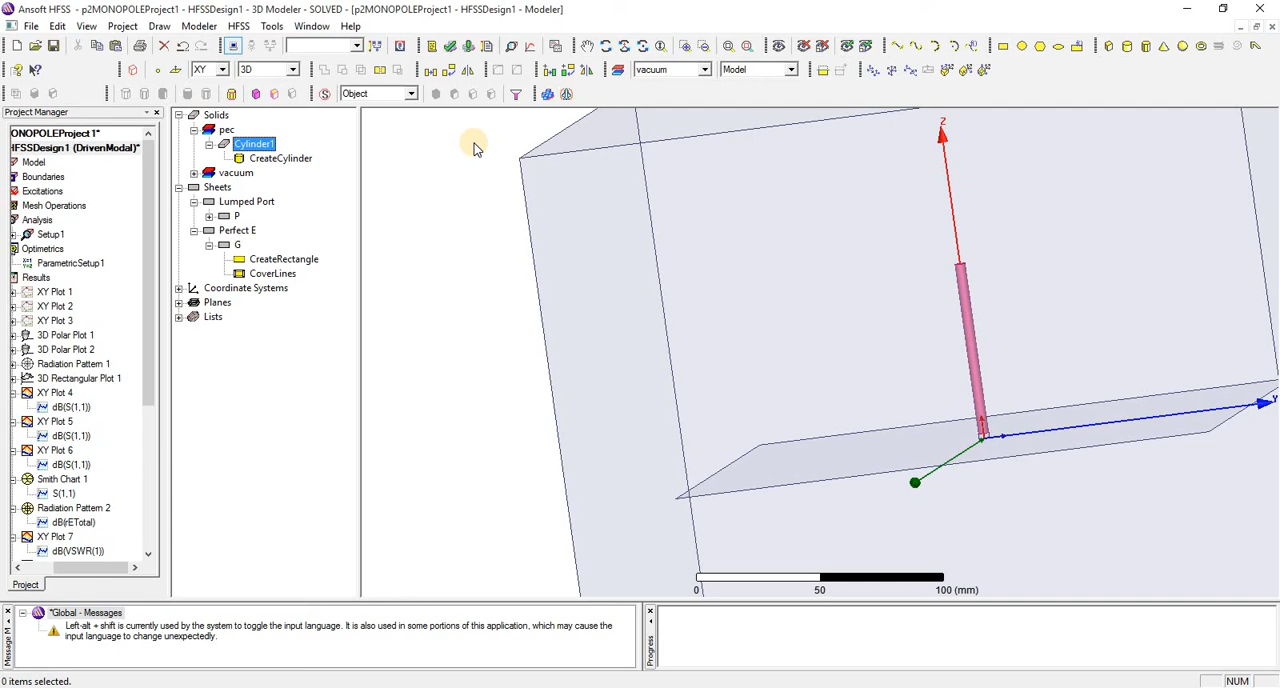 Ansoft HFSS - p2MONOPOLEProject1 - HFSSDesign1 - 3D Modeler - SOLVED - [p2MONOPOLEProject1 - HFSSDesign1 - Modeler]
File Edit View Project Draw Modeler HFSS Tools Window Help
XY 3D vacuum Model
Object
Project Manager
ONOPOLEProject 1*
HFSSDesign1 (DrivenModal)*
Model
Boundaries
Excitations
Mesh Operations
Analysis
Setup1
Optimetrics
ParametricSetup1
Results
XY Plot 1
XY Plot 2
XY Plot 3
3D Polar Plot 1
3D Polar Plot 2
Radiation Pattern 1
3D Rectangular Plot 1
XY Plot 4
dB(S(1,1))
XY Plot 5
dB(S(1,1))
XY Plot 6
dB(S(1,1))
Smith Chart 1
S(1,1)
Radiation Pattern 2
dB(rETotal)
XY Plot 7
dB(VSWR(1))
Project
Solids
pec
Cylinder1
CreateCylinder
vacuum
Sheets
Lumped Port
P
Perfect E
G
CreateRectangle
CoverLines
Coordinate Systems
Planes
Lists
Z
Y
0 50 100 (mm)
*Global - Messages
Left-alt + shift is currently used by the system to toggle the input language. It is also used in some portions of this application, which may cause the
input language to change unexpectedly.
Message M
Progress
0 items selected.
NUM